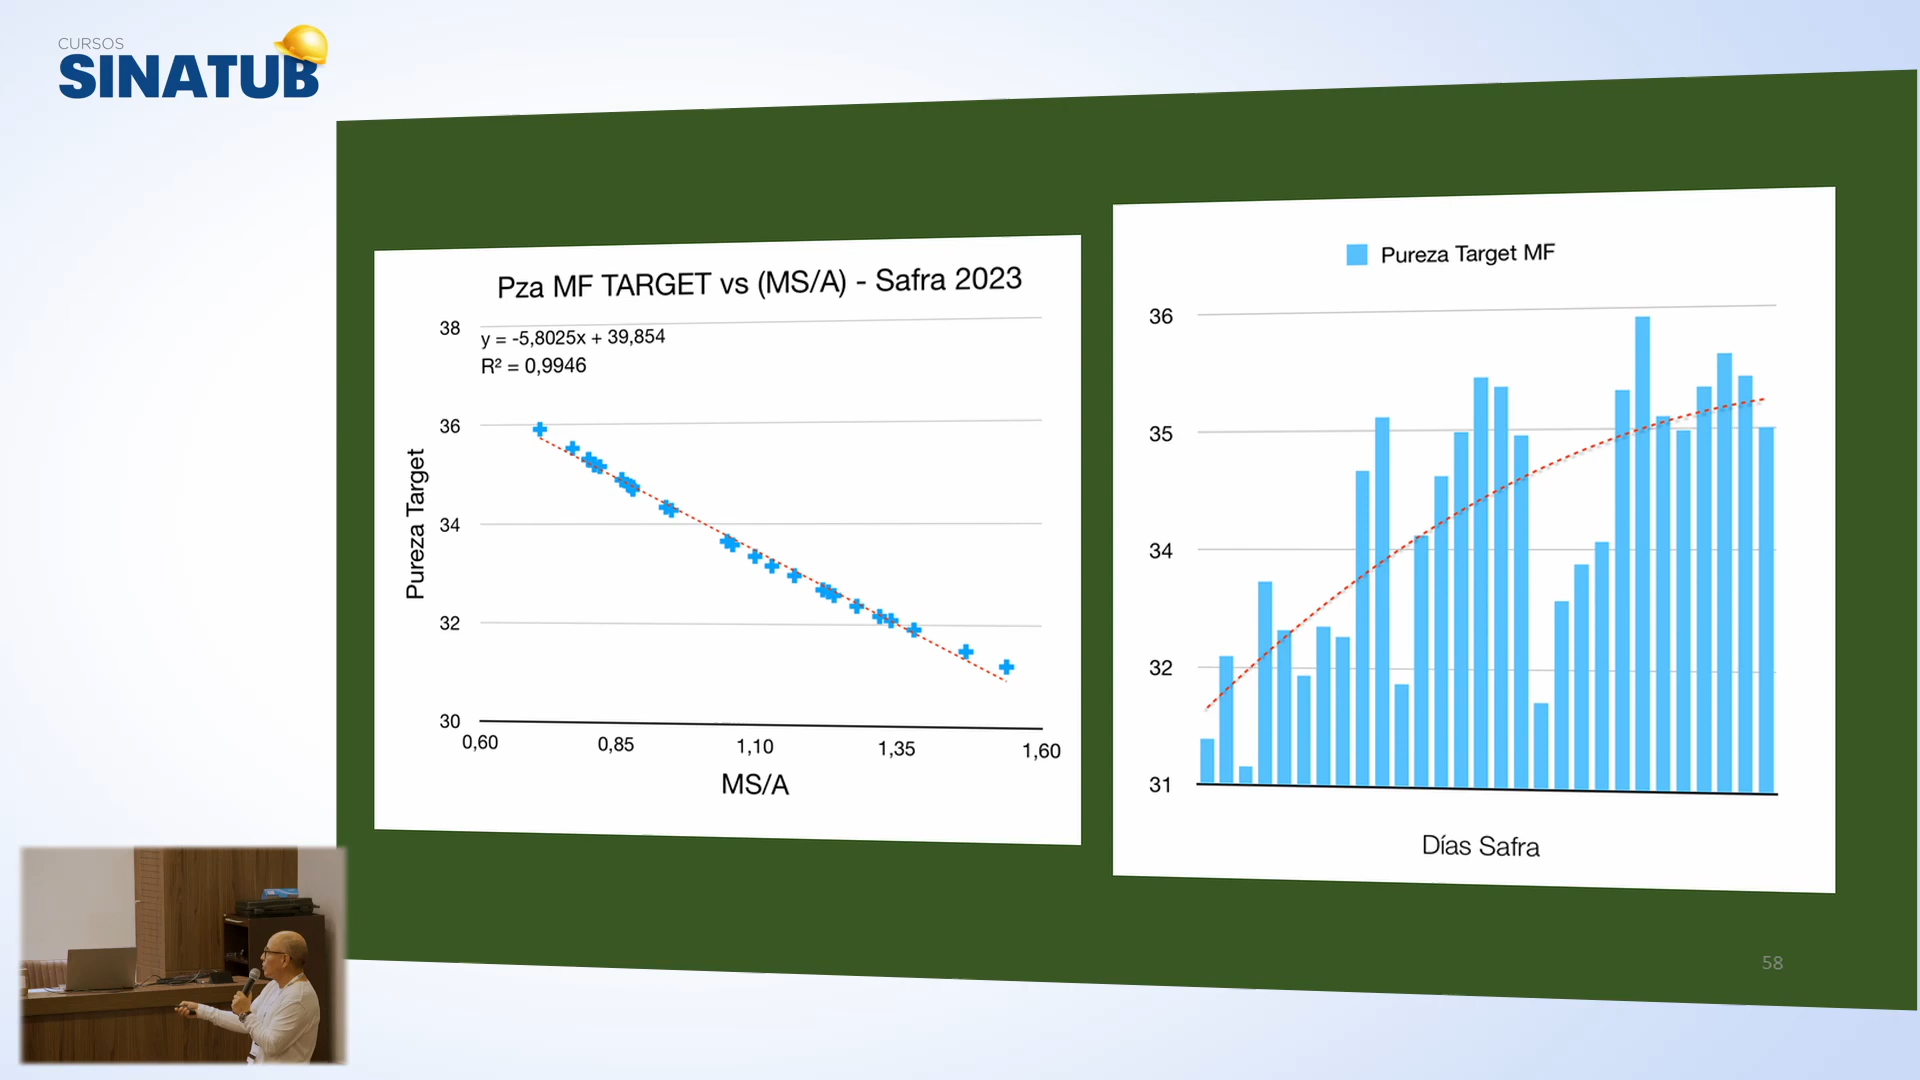 CURSOS
SINATUB
Pza MF TARGET vs (MS/A) - Safra 2023
y = -5,8025x + 39,854
R² = 0,9946
Pureza Target
38
36
34
32
30
0,60 0,85 1,10 1,35 1,60
MS/A
Pureza Target MF
36
35
34
32
31
Días Safra
58